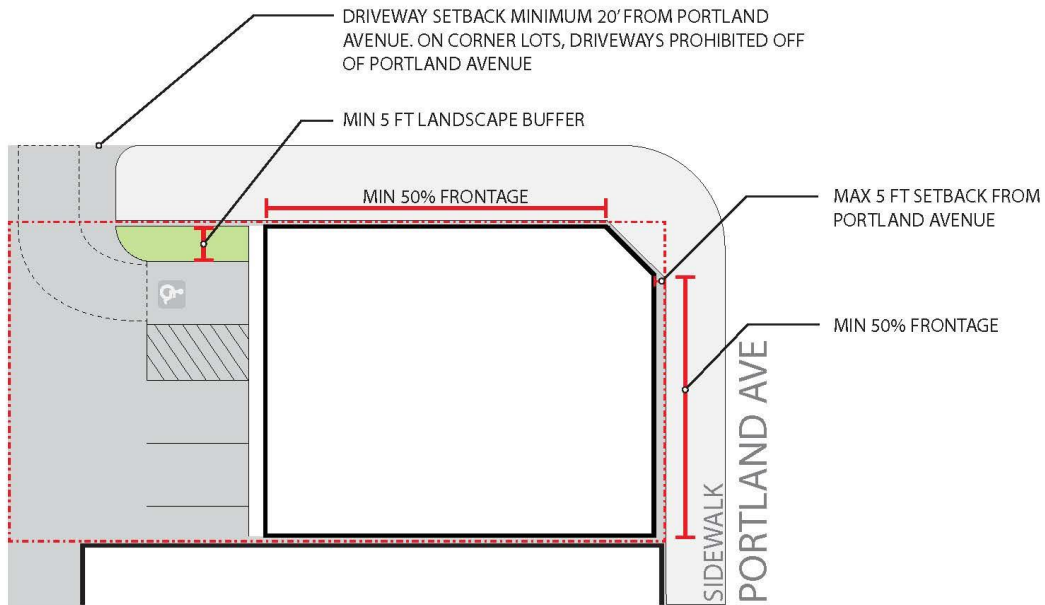 DRIVEWAY SETBACK MINIMUM 20' FROM PORTLAND
AVENUE. ON CORNER LOTS, DRIVEWAYS PROHIBITED OFF
OF PORTLAND AVENUE
MIN 5 FT LANDSCAPE BUFFER
MIN 50% FRONTAGE
MAX 5 FT SETBACK FROM
PORTLAND AVENUE
MIN 50% FRONTAGE
SIDEWALK
PORTLAND AVE